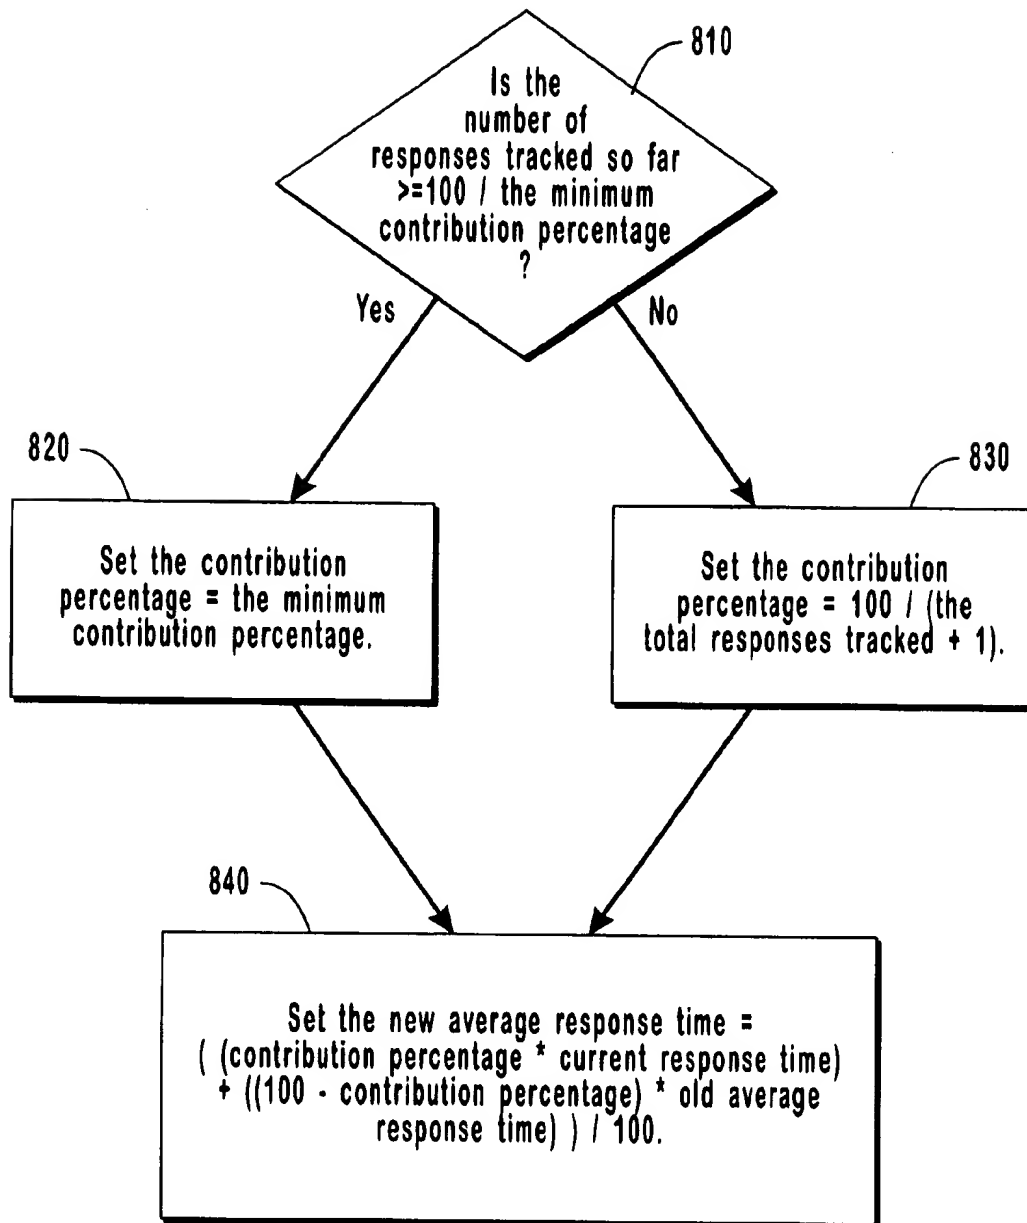 810
Is the
number of
responses tracked so far
>=100 / the minimum
contribution percentage
?
Yes
No
820
830
Set the contribution
percentage = the minimum
contribution percentage.
Set the contribution
percentage = 100 / (the
total responses tracked + 1).
840
Set the new average response time =
( (contribution percentage * current response time)
+ ((100 - contribution percentage) * old average
response time) ) / 100.